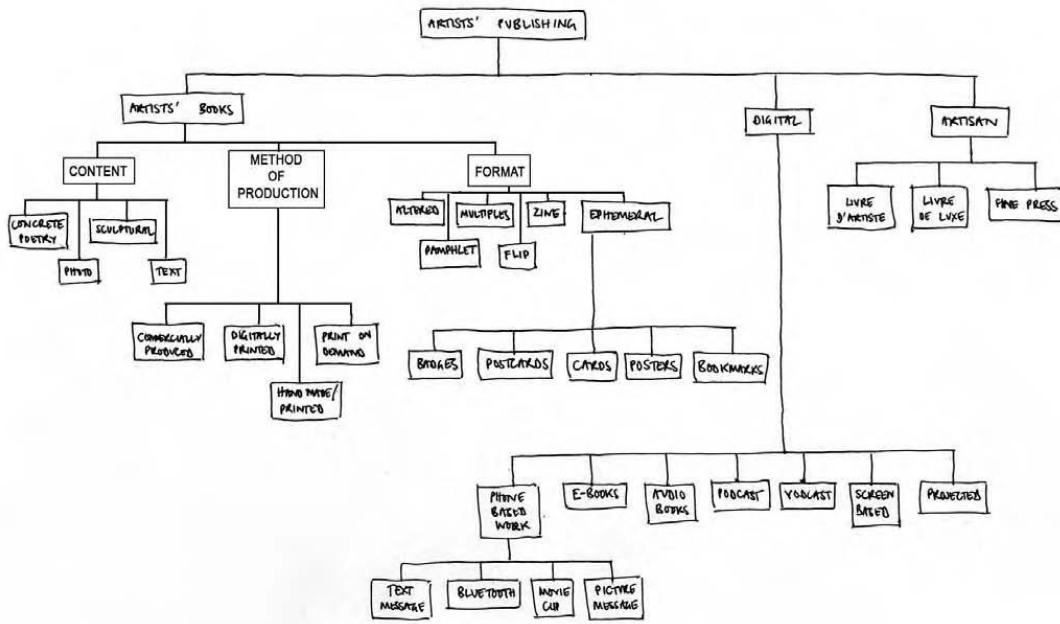 ARTISTS' PUBLISHING
ARTISTS' BOOKS
DIGITAL
ARTISAN
CONTENT
METHOD
OF
PRODUCTION
FORMAT
LIVRE
D'ARTISTE
LIVRE
DE LUXE
FINE PRESS
CONCRETE
POETRY
SCULPTURAL
PHOTO
TEXT
ALTERED
MULTIPLES
ZINE
EPHEMERAL
PAMPHLET
FLIP
COMMERCIALLY
PRODUCED
DIGITALLY
PRINTED
PRINT ON
DEMAND
HAND MADE/
PRINTED
BADGES
POSTCARDS
CARDS
POSTERS
BOOKMARKS
PHONE
BASED
WORK
E-BOOKS
AUDIO
BOOKS
PODCAST
VODCAST
SCREEN
BASED
PROJECTED
TEXT
MESSAGE
BLUETOOTH
MOVIE
CLIP
PICTURE
MESSAGE